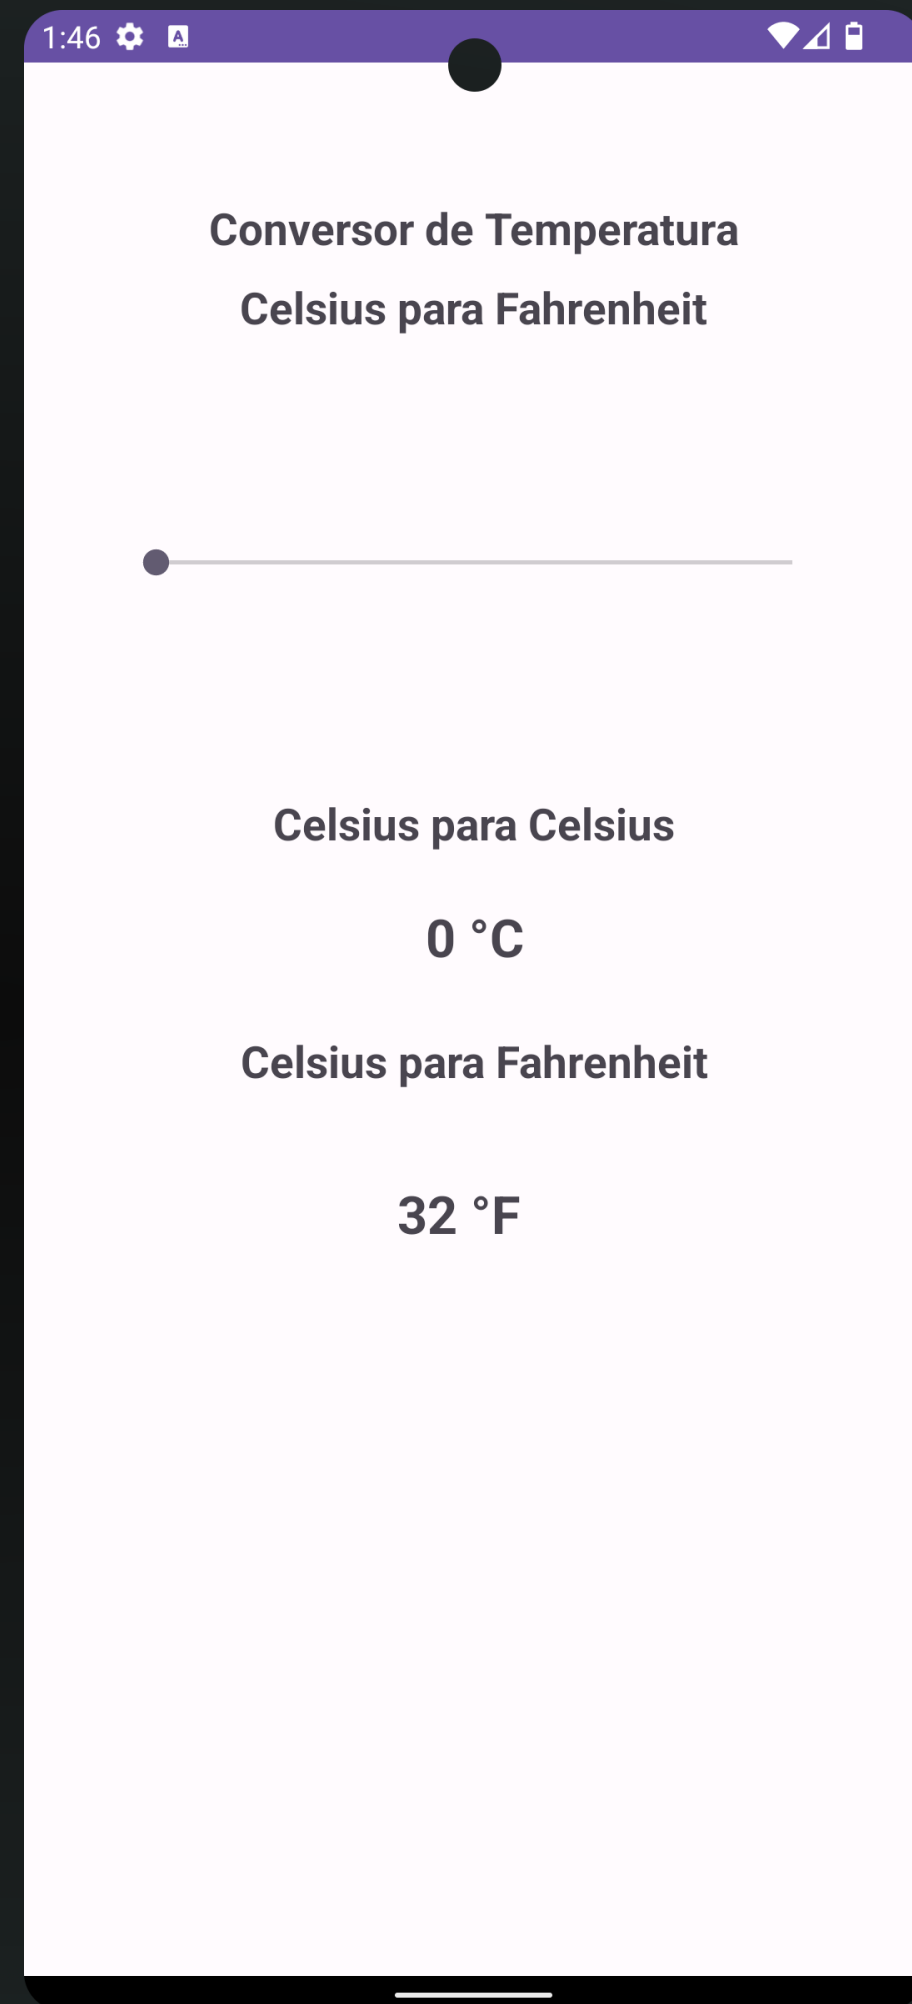 1:46
Conversor de Temperatura
Celsius para Fahrenheit
Celsius para Celsius
0 °C
Celsius para Fahrenheit
32 °F